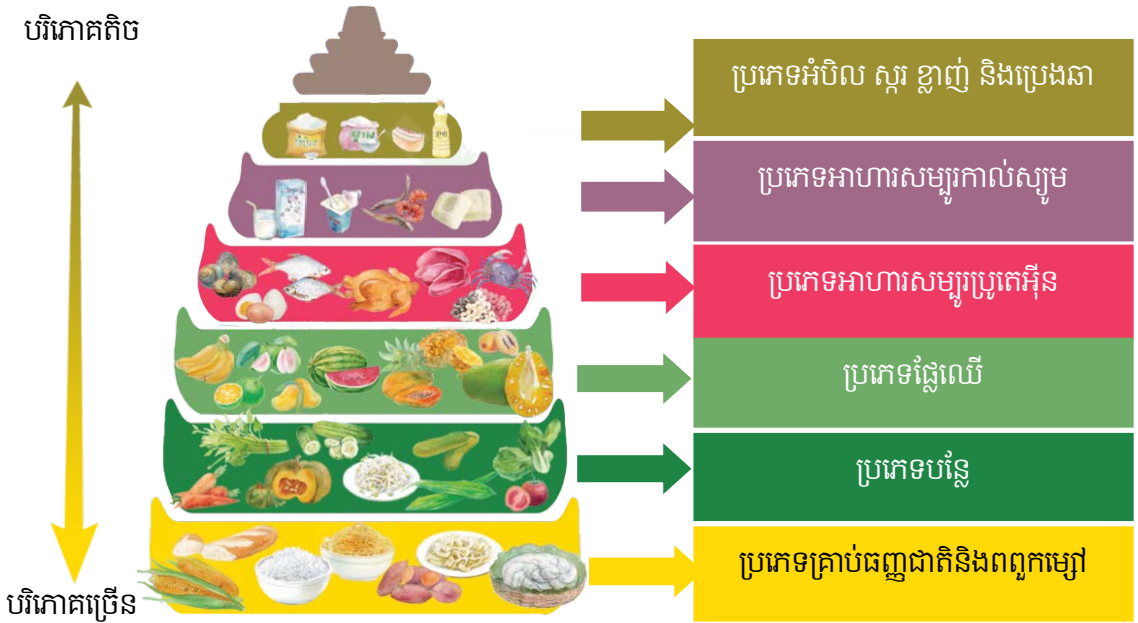 បរិភោគតិច
ប្រភេទអំបិល ស្ករ ខ្លាញ់ និងប្រេងឆា
ប្រភេទអាហារសម្បូរកាល់ស្យូម
ប្រភេទអាហារសម្បូរប្រូតេអ៊ីន
ប្រភេទផ្លែឈើ
ប្រភេទបន្លែ
ប្រភេទគ្រាប់ធញ្ញជាតិនិងពពួកម្សៅ
បរិភោគច្រើន